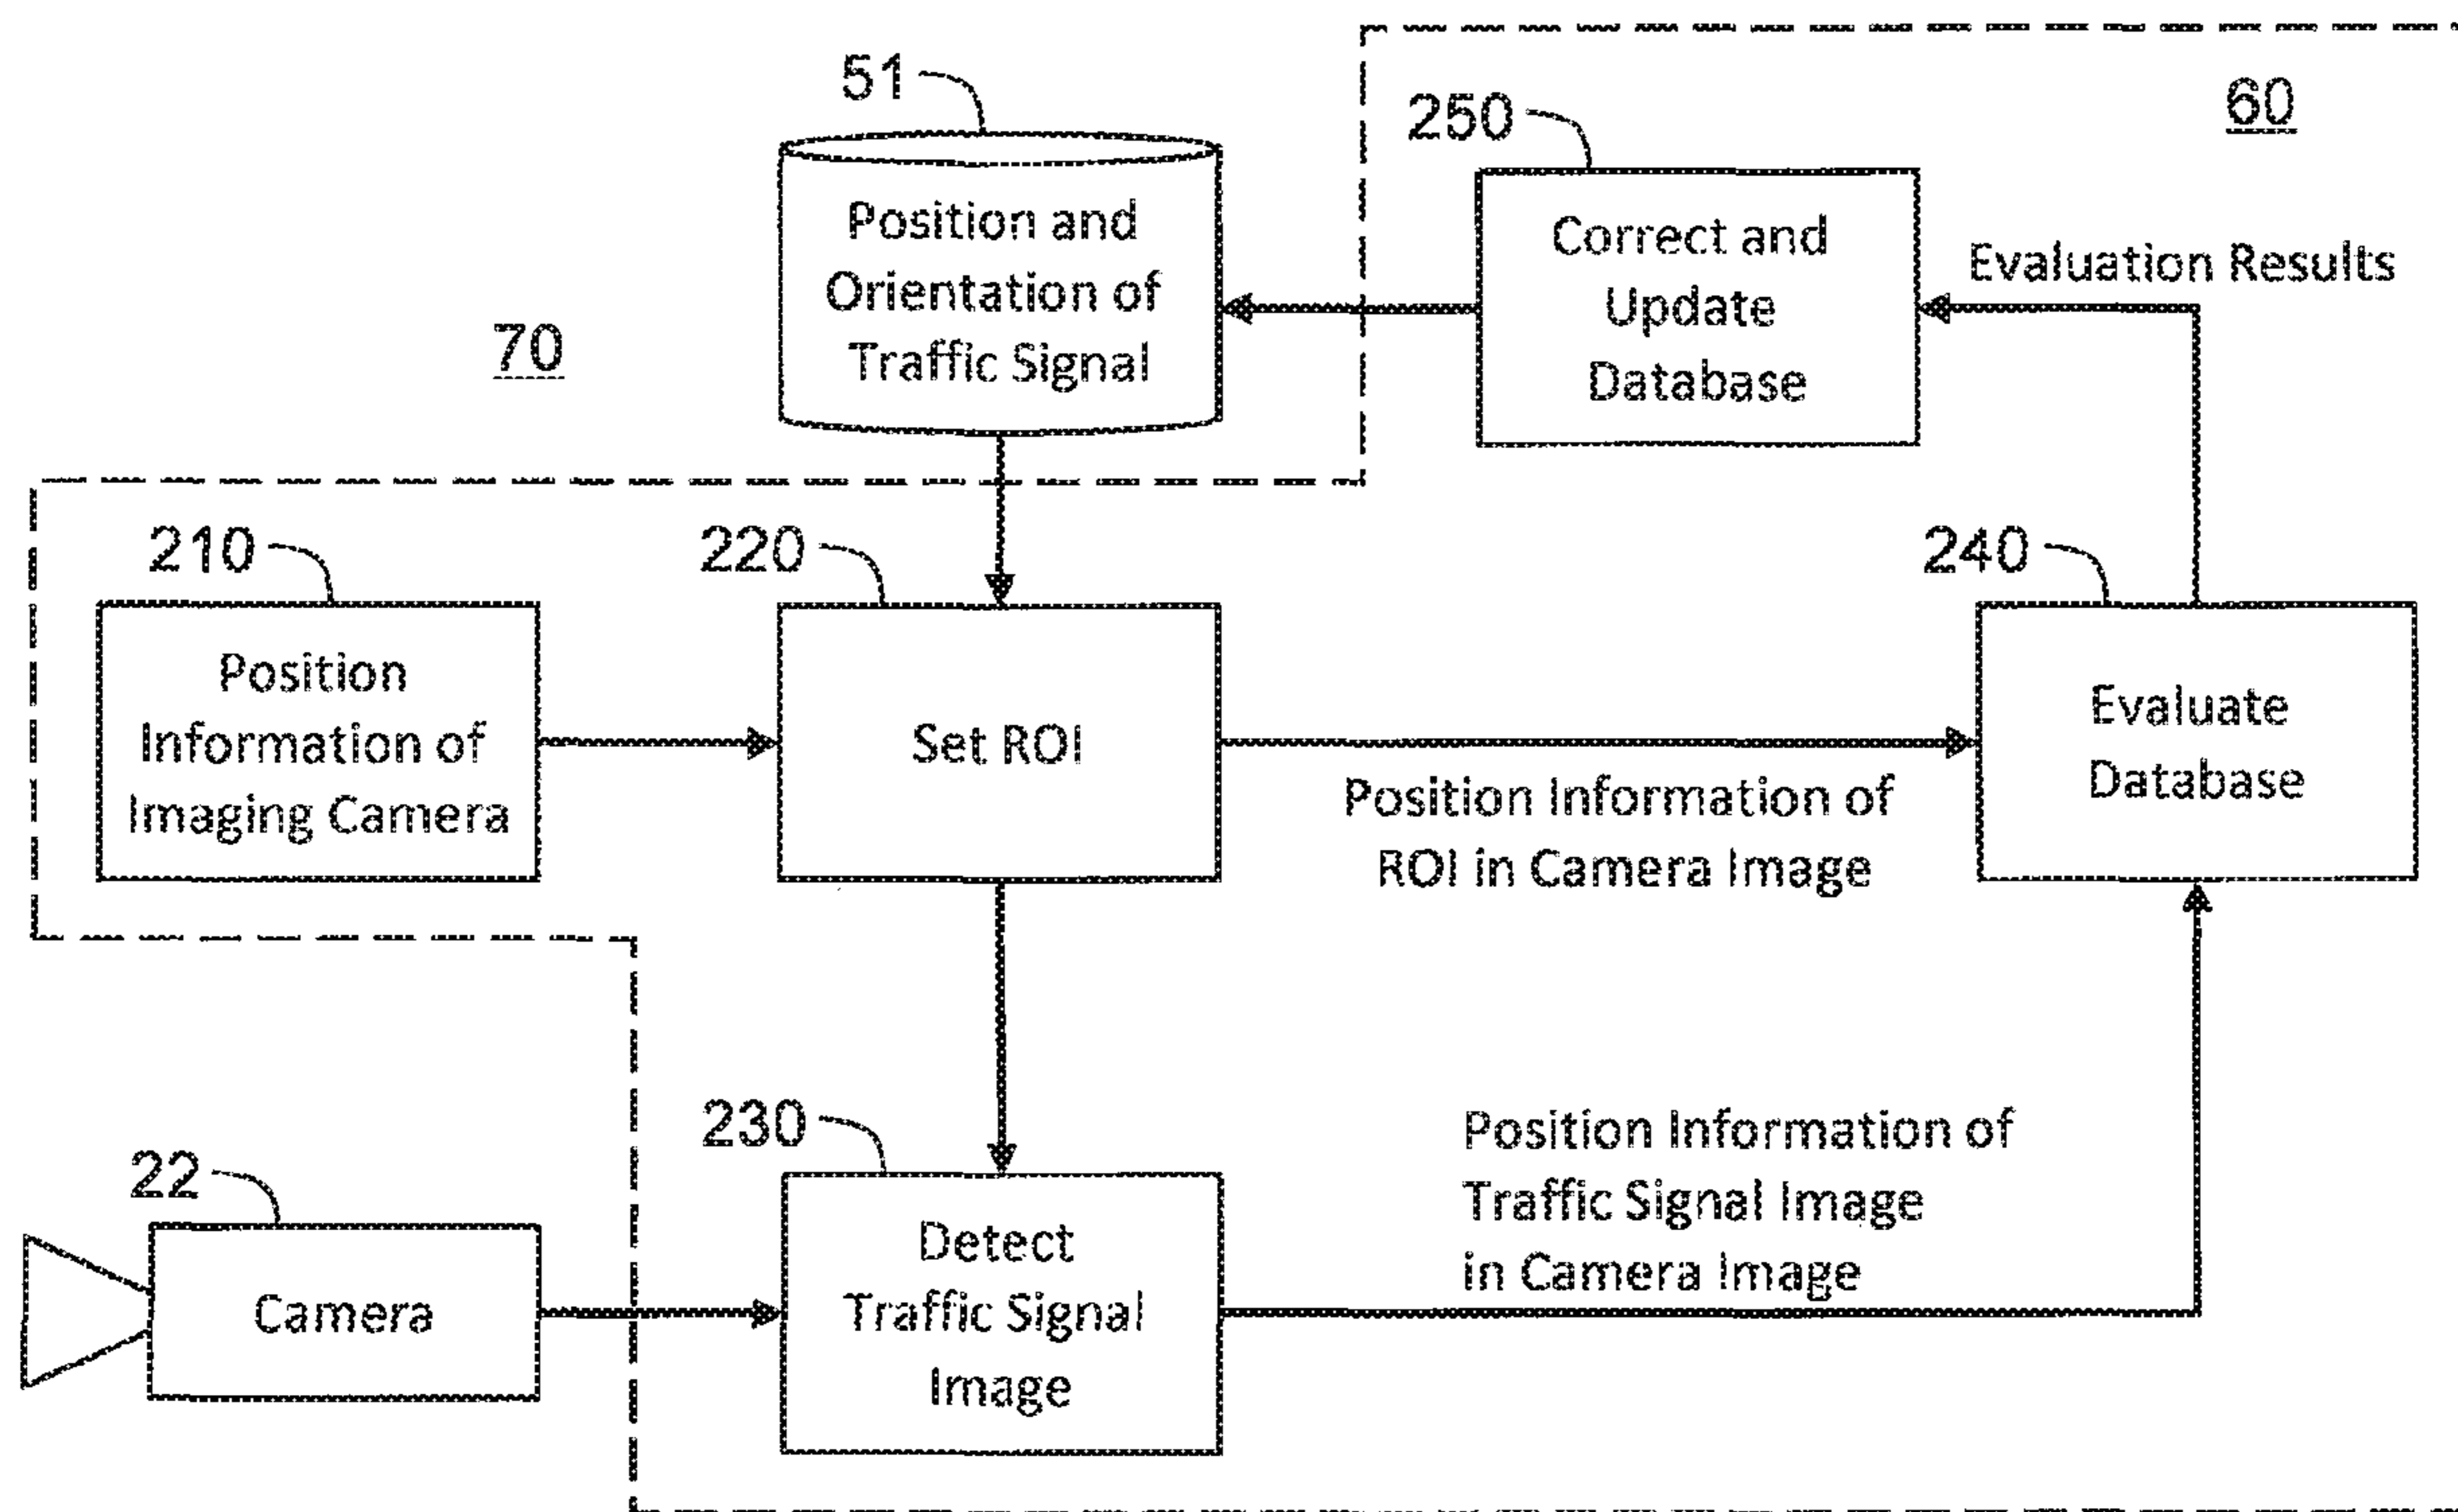 51
Position and
Orientation of
Traffic Signal
70
60
250
Correct and
Update
Database
Evaluation Results
210
Position
Information of
Imaging Camera
220
Set ROI
Position Information of
ROI in Camera Image
240
Evaluate
Database
22
Camera
230
Detect
Traffic Signal
Image
Position Information of
Traffic Signal Image
in Camera Image